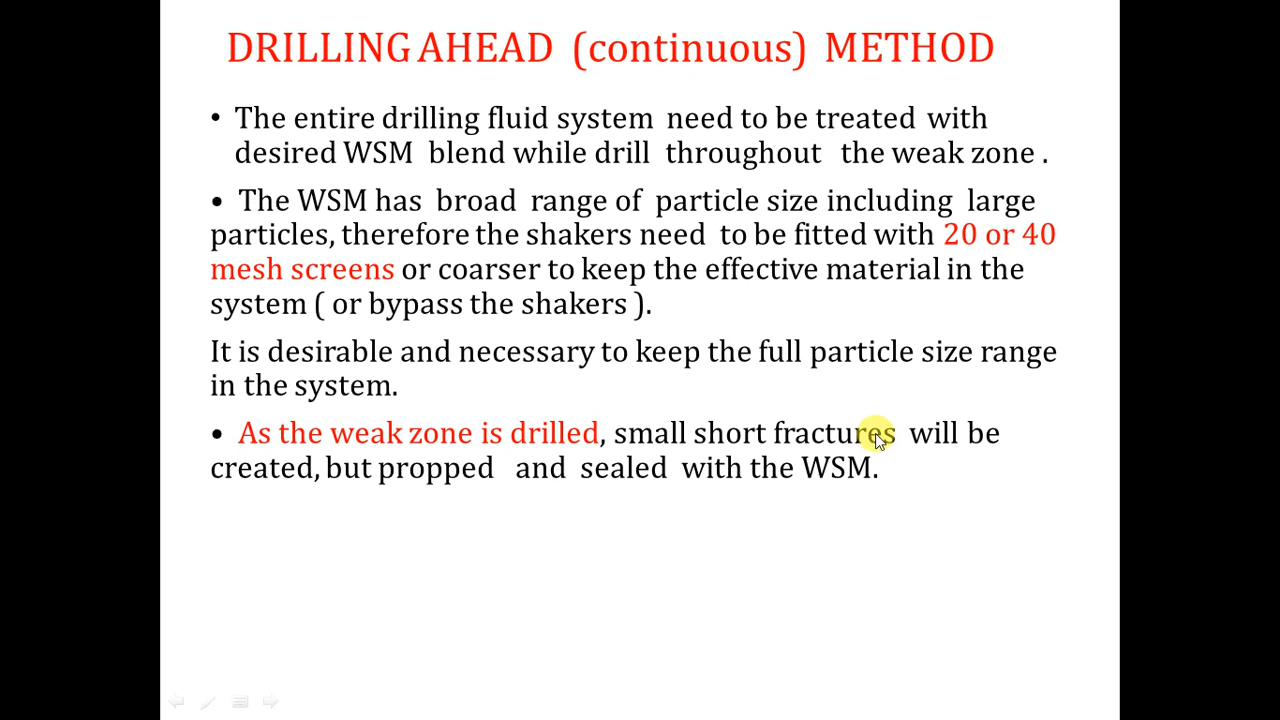 DRILLING AHEAD (continuous) METHOD
• The entire drilling fluid system need to be treated with
desired WSM blend while drill throughout the weak zone .
• The WSM has broad range of particle size including large
particles, therefore the shakers need to be fitted with 20 or 40
mesh screens or coarser to keep the effective material in the
system ( or bypass the shakers ).
It is desirable and necessary to keep the full particle size range
in the system.
• As the weak zone is drilled, small short fractures will be
created, but propped and sealed with the WSM.